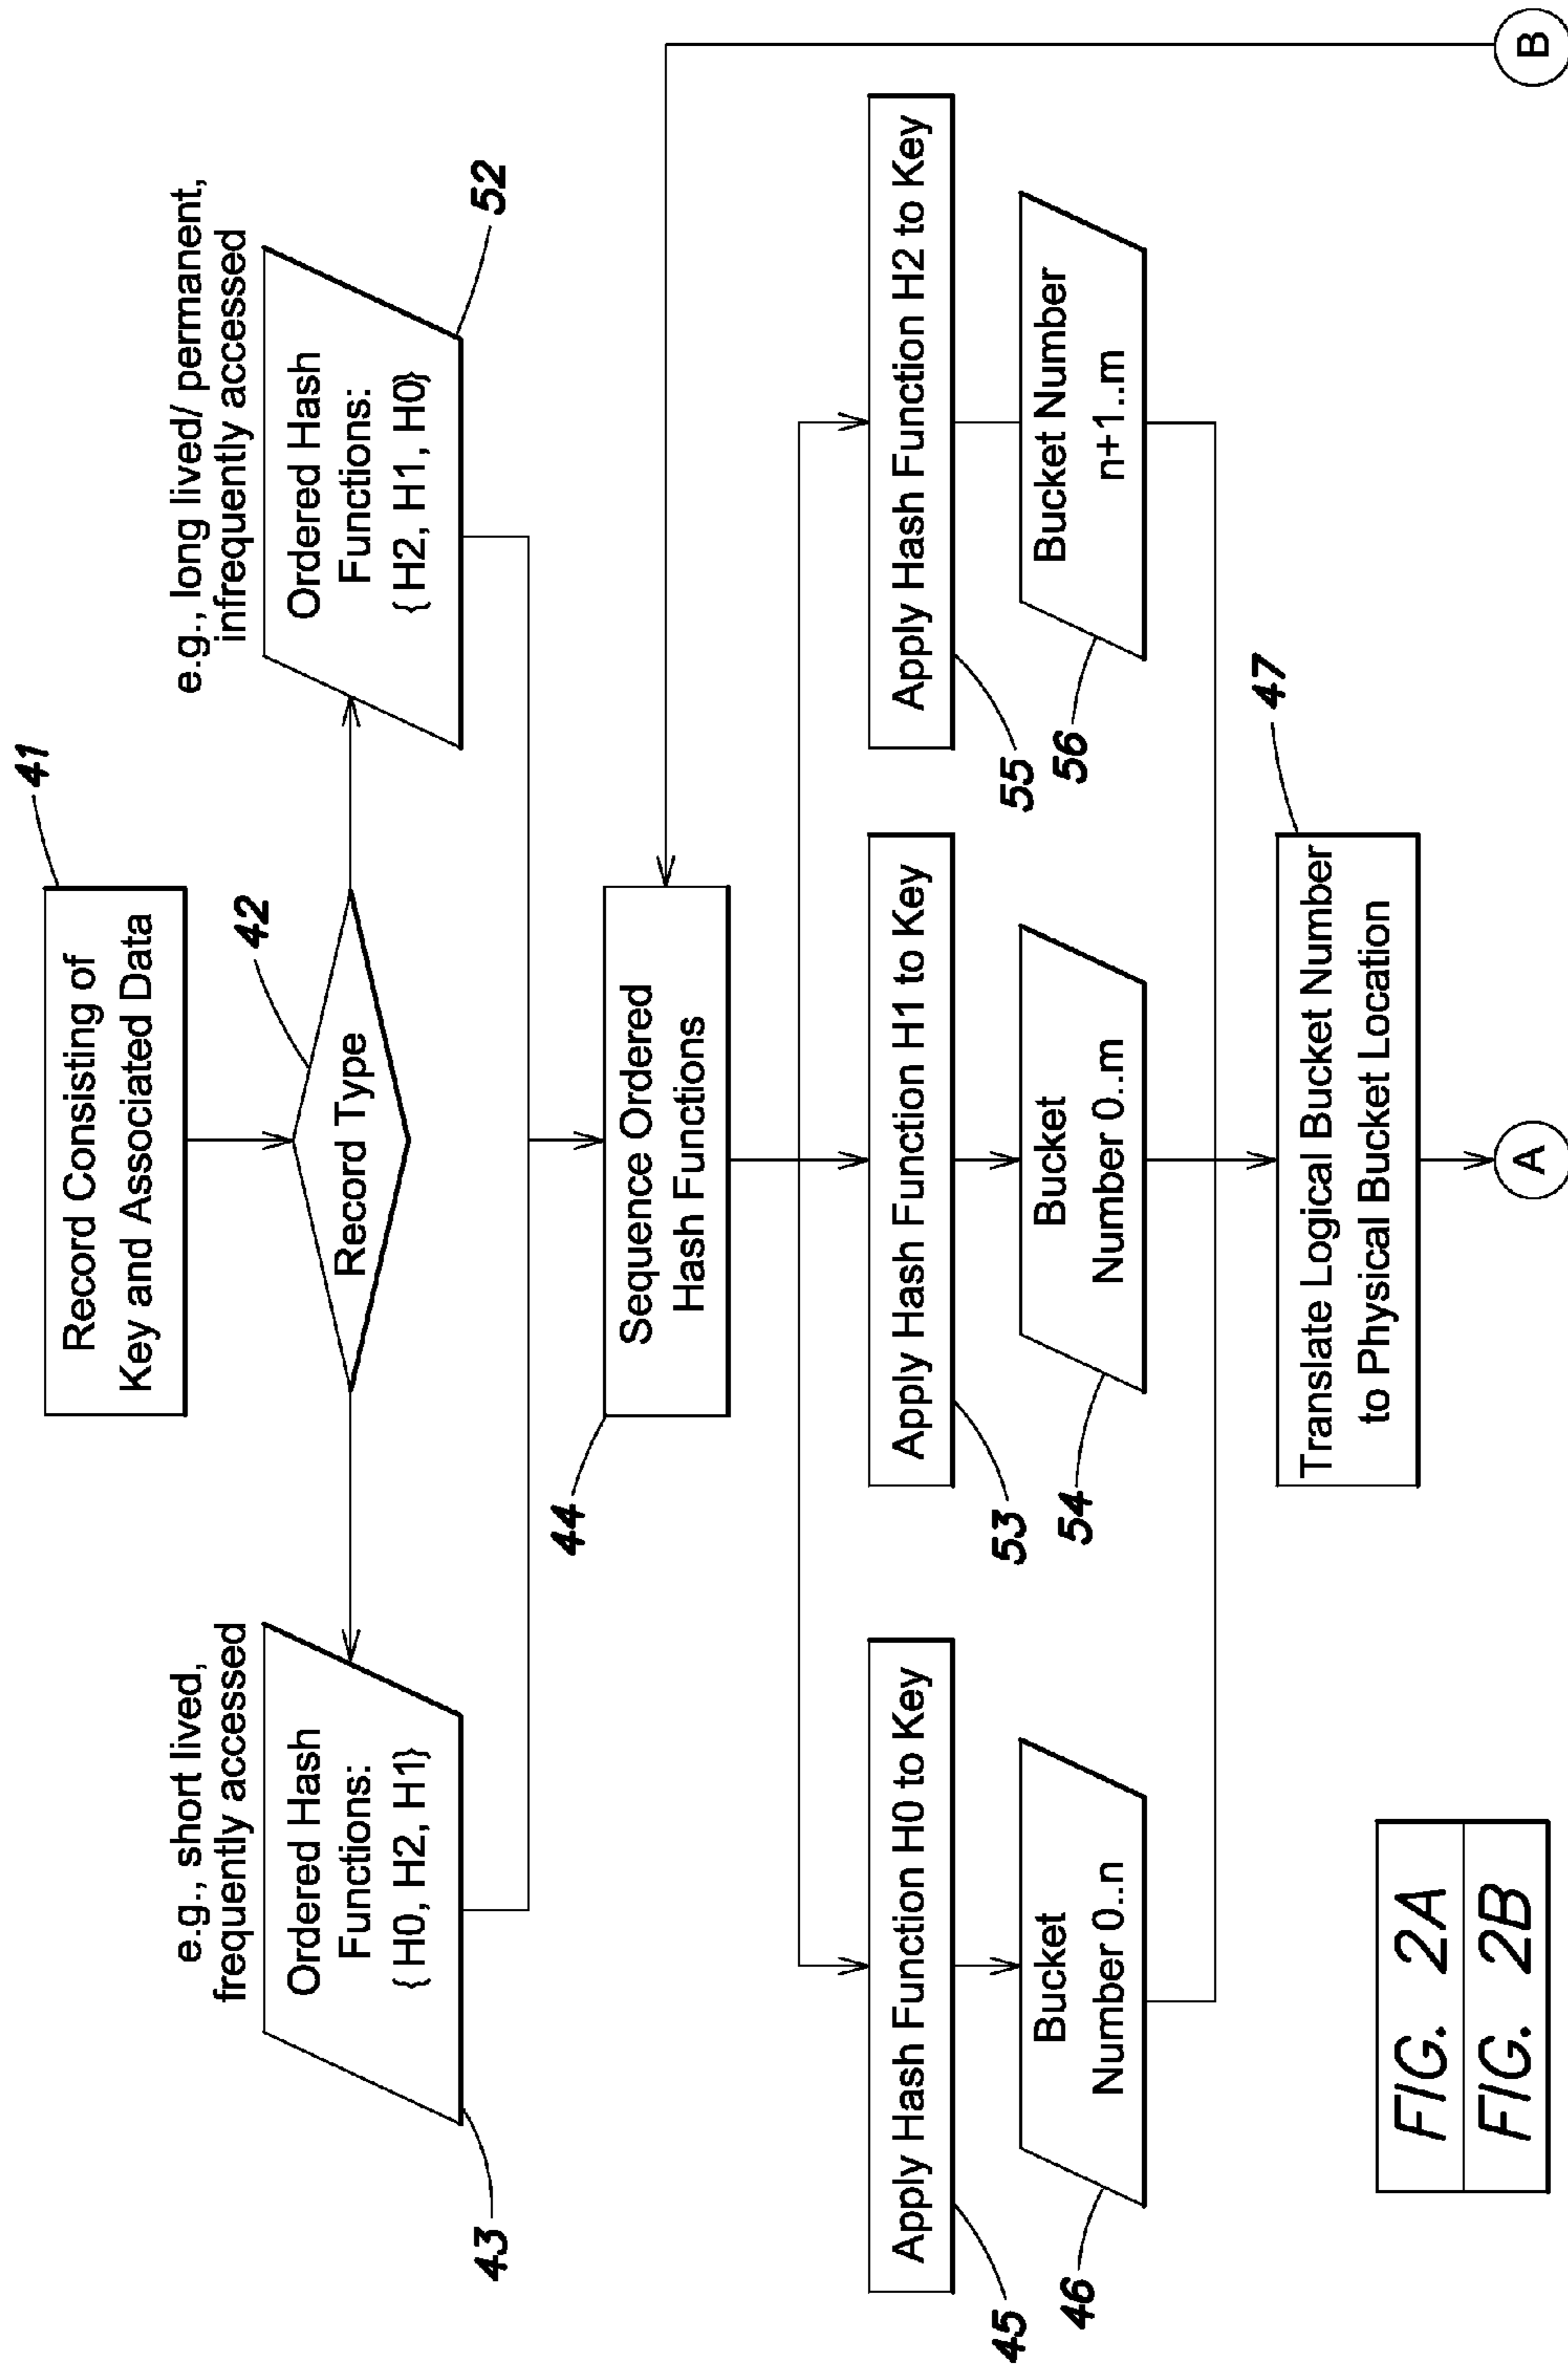 41
Record Consisting of
Key and Associated Data
42
Record Type
e.g., short lived,
frequently accessed
Ordered Hash
Functions:
{ H0, H2, H1}
43
e.g., long lived/ permanent,
infrequently accessed
Ordered Hash
Functions:
{ H2, H1, H0}
52
44
Sequence Ordered
Hash Functions
Apply Hash Function H0 to Key
45
Bucket
Number 0..n
46
Apply Hash Function H1 to Key
53
Bucket
Number 0..m
54
Apply Hash Function H2 to Key
55
Bucket Number
n+1..m
56
47
Translate Logical Bucket Number
to Physical Bucket Location
A
B
FIG. 2A
FIG. 2B